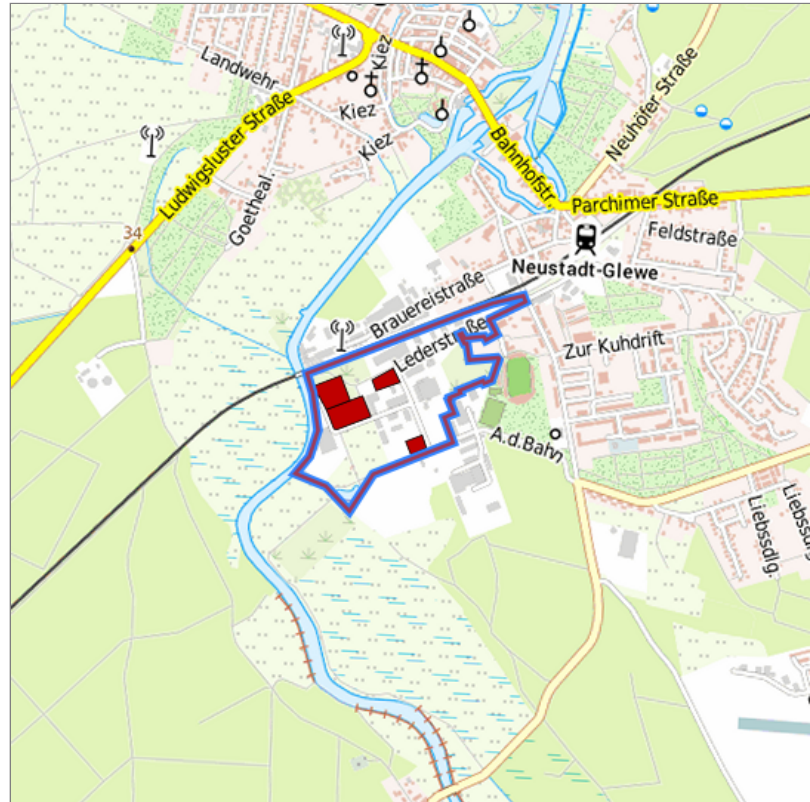 Landwehr
Kiez
Kiez
Kiez
Ludwigsluster Straße
Goetheal.
34
Bahnhofstr.
Neuhöfer Straße
Parchimer Straße
Feldstraße
Neustadt-Glewe
Brauereistraße
Lederstraße
Zur Kuhdrift
A.d.Bahn
Liebssdlg.